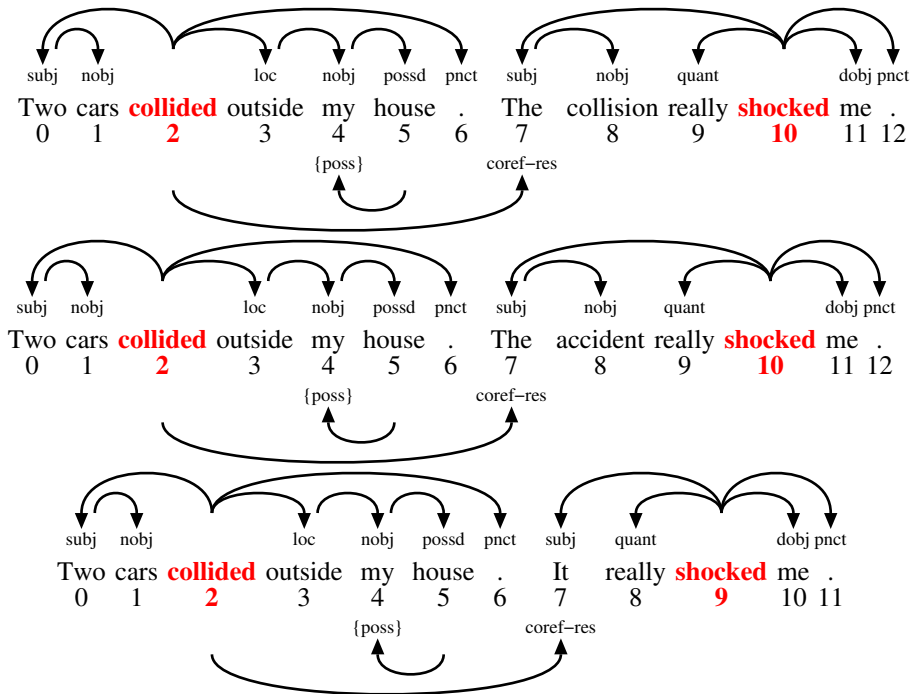 subj nobj loc nobj possd pnct subj nobj quant dobj pnct
Two cars collided outside my house . The collision really shocked me .
0 1 2 3 4 5 6 7 8 9 10 11 12
{poss} coref-res
subj nobj loc nobj possd pnct subj nobj quant dobj pnct
Two cars collided outside my house . The accident really shocked me .
0 1 2 3 4 5 6 7 8 9 10 11 12
{poss} coref-res
subj nobj loc nobj possd pnct subj quant dobj pnct
Two cars collided outside my house . It really shocked me .
0 1 2 3 4 5 6 7 8 9 10 11
{poss} coref-res